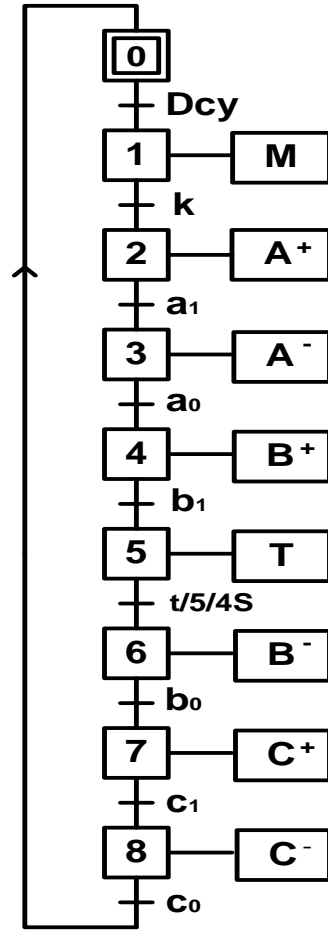 0
Dcy
1 M
k
2 A⁺
a₁
3 A⁻
a₀
4 B⁺
b₁
5 T
t/5/4S
6 B⁻
b₀
7 C⁺
c₁
8 C⁻
c₀